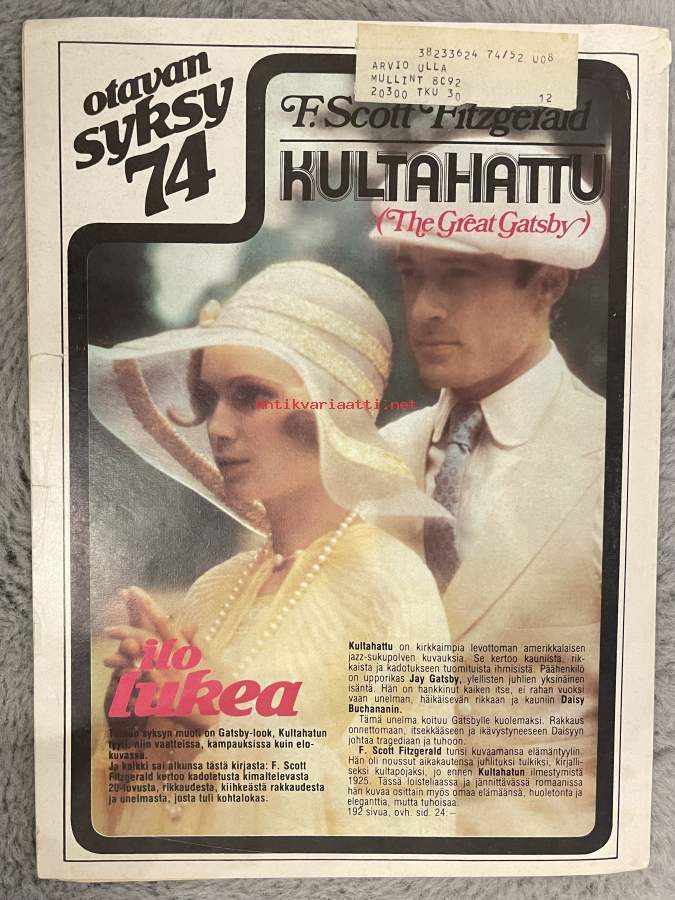 38233624 74/52 U08
ARVIO ULLA
MULLINT 8C92
20300 TKU 30 12
otavan
syksy
74
F. Scott Fitzgerald
KULTAHATTU
(The Great Gatsby)
Antikvariaatti.net
ilo
lukea
syksyn muoti on Gatsby-look, Kultahatun
tyyli, niin vaatteissa, kampauksissa kuin elo-
kuvassa.
Ja kaikki sai alkunsa tästä kirjasta: F. Scott
Fitzgerald kertoo kadotetusta kimaltelevasta
20-luvusta, rikkaudesta, kiihkeästä rakkaudesta
ja unelmasta, josta tuli kohtalokas.
Kultahattu on kirkkaimpia levottoman amerikkalaisen
jazz-sukupolven kuvauksia. Se kertoo kauniista, rik-
kaista ja kadotukseen tuomituista ihmisistä. Päähenkilö
on upporikas Jay Gatsby, ylellisten juhlien yksinäinen
isäntä. Hän on hankkinut kaiken itse, ei rahan vuoksi
vaan unelman, häikäisevän rikkaan ja kauniin Daisy
Buchananin.
Tämä unelma koituu Gatsbylle kuolemaksi. Rakkaus
onnettomaan, itsekkääseen ja ikävystyneeseen Daisyyn
johtaa tragediaan ja tuhoon.
F. Scott Fitzgerald tunsi kuvaamansa elämäntyylin.
Hän oli noussut aikakautensa juhlituksi tulkiksi, kirjalli-
seksi kultapojaksi, jo ennen Kultahatun ilmestymistä
1925. Tässä loisteliaassa ja hurjan jännittävässä romaanissa
hän kuvaa osittain myös omaa elämäänsä, huoletonta ja
eleganttia, mutta tuhoisaa.
192 sivua, ovh. sid. 24:—